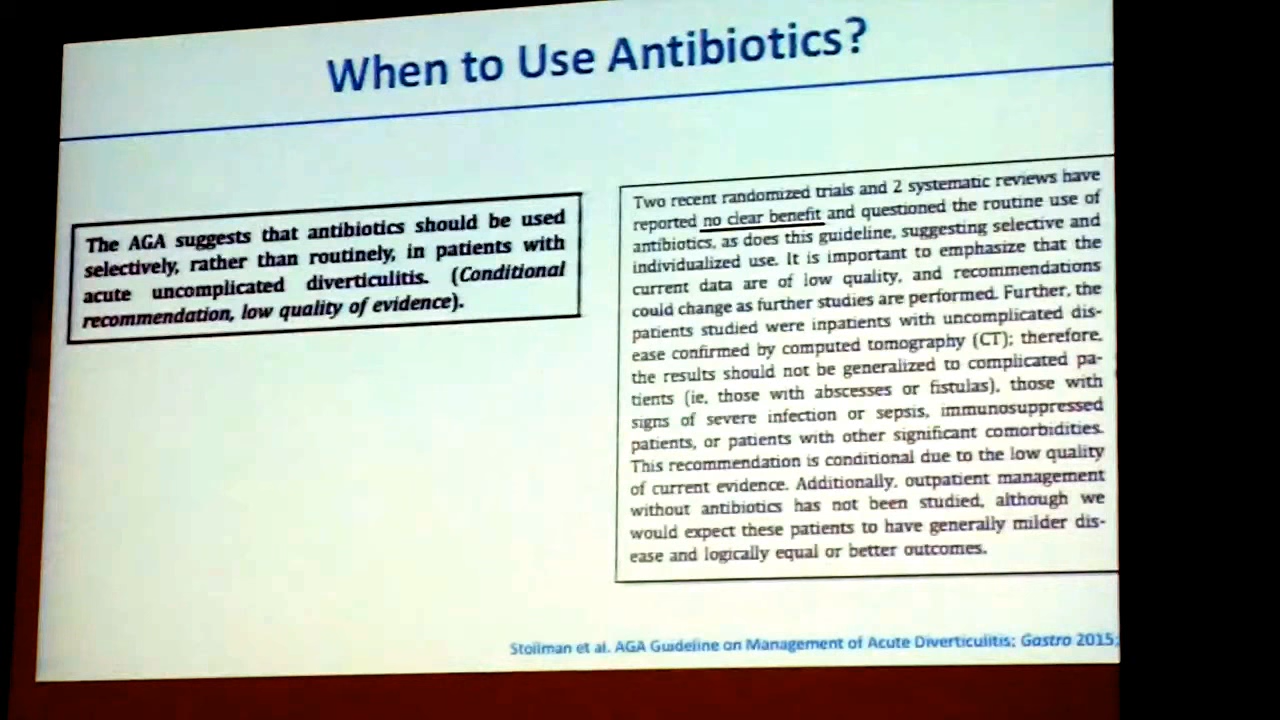 When to Use Antibiotics?
The AGA suggests that antibiotics should be used
selectively, rather than routinely, in patients with
acute uncomplicated diverticulitis. (Conditional
recommendation, low quality of evidence).
Two recent randomized trials and 2 systematic reviews have
reported no clear benefit and questioned the routine use of
antibiotics, as does this guideline, suggesting selective and
individualized use. It is important to emphasize that the
current data are of low quality, and recommendations
could change as further studies are performed. Further, the
patients studied were inpatients with uncomplicated dis-
ease confirmed by computed tomography (CT); therefore,
the results should not be generalized to complicated pa-
tients (ie, those with abscesses or fistulas), those with
signs of severe infection or sepsis, immunosuppressed
patients, or patients with other significant comorbidities.
This recommendation is conditional due to the low quality
of current evidence. Additionally, outpatient management
without antibiotics has not been studied, although we
would expect these patients to have generally milder dis-
ease and logically equal or better outcomes.
Stollman et al. AGA Guideline on Management of Acute Diverticulitis; Gastro 2015;